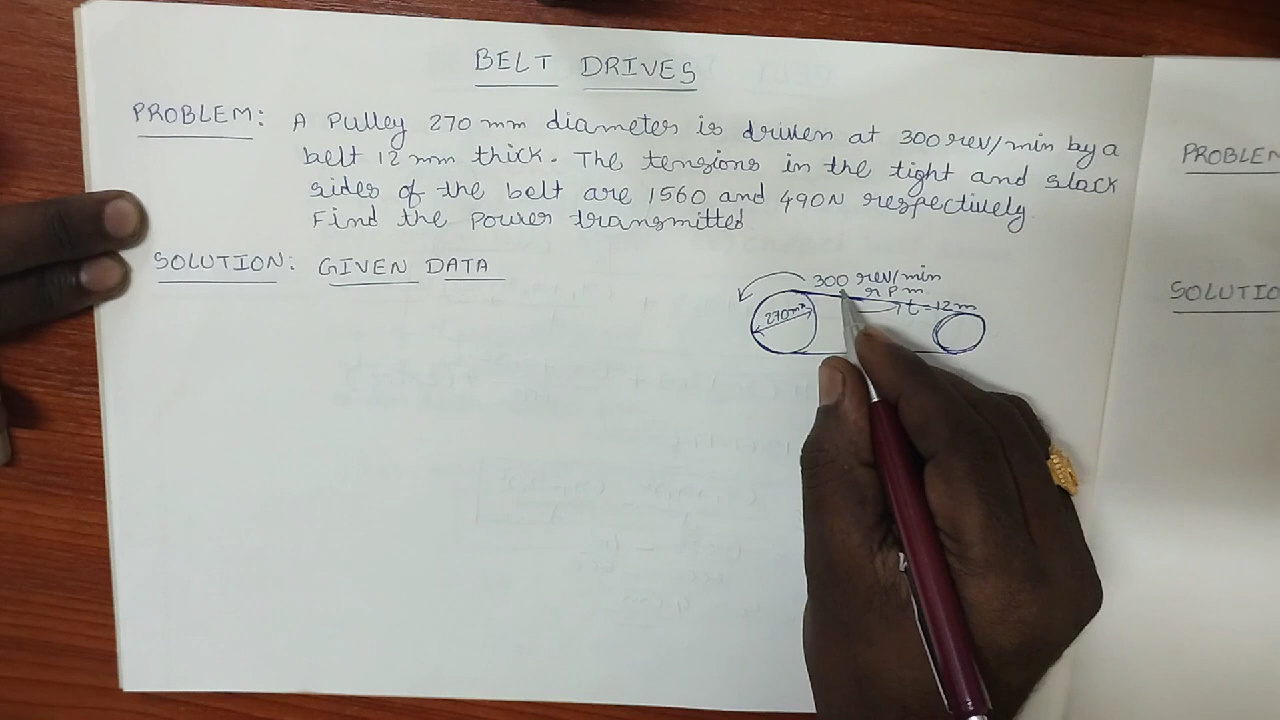 BELT DRIVES
PROBLEM: A Pulley 270 mm diameter is driven at 300 rev/min by a
belt 12 mm thick. The tensions in the tight and slack
sides of the belt are 1560 and 490N respectively.
Find the Power transmitted
SOLUTION: GIVEN DATA
300 rev/min
r P m
t = 12m
270mm
PROBLEM
SOLUTIO